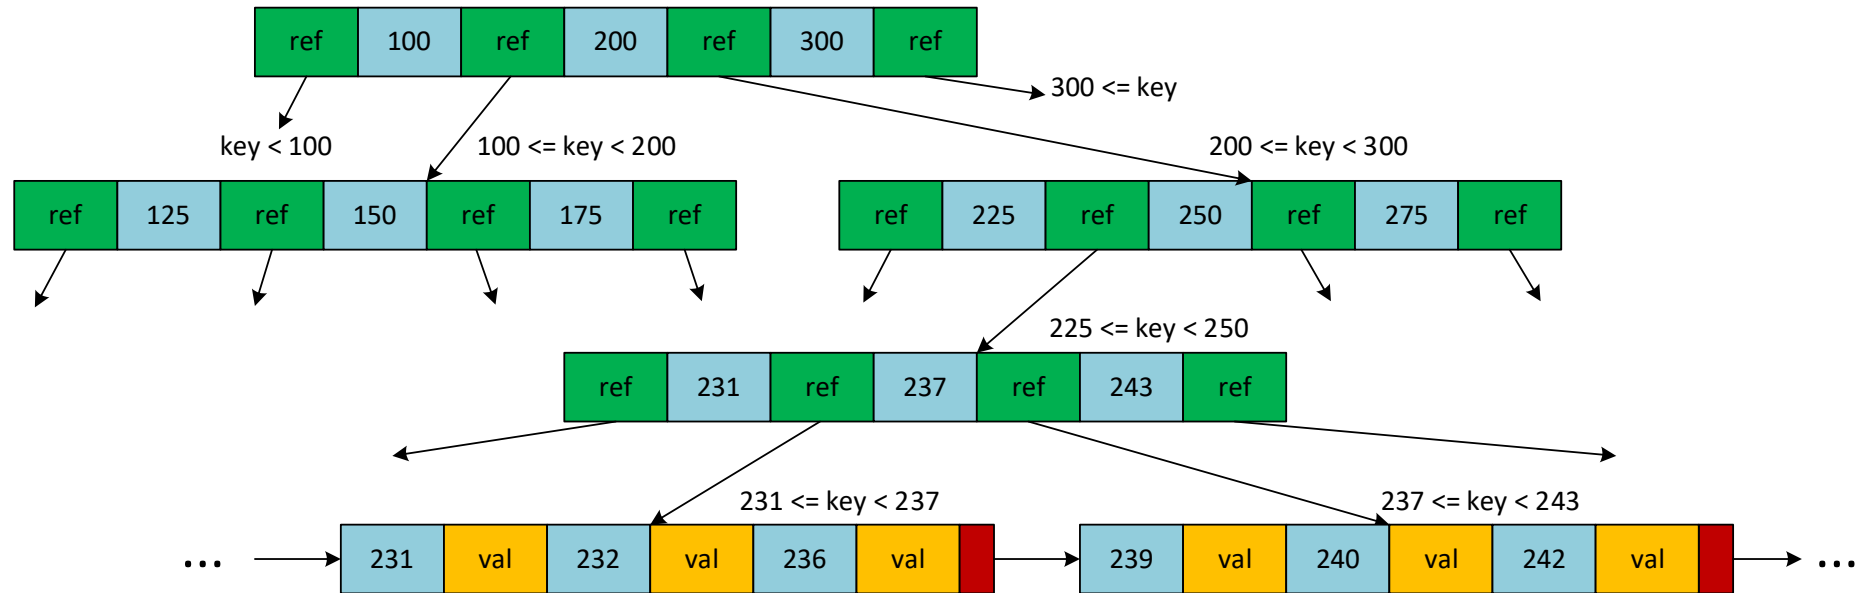 ref 100 ref 200 ref 300 ref
300 <= key
key < 100
100 <= key < 200
200 <= key < 300
ref 125 ref 150 ref 175 ref
ref 225 ref 250 ref 275 ref
225 <= key < 250
ref 231 ref 237 ref 243 ref
231 <= key < 237
237 <= key < 243
... 231 val 232 val 236 val 239 val 240 val 242 val ...